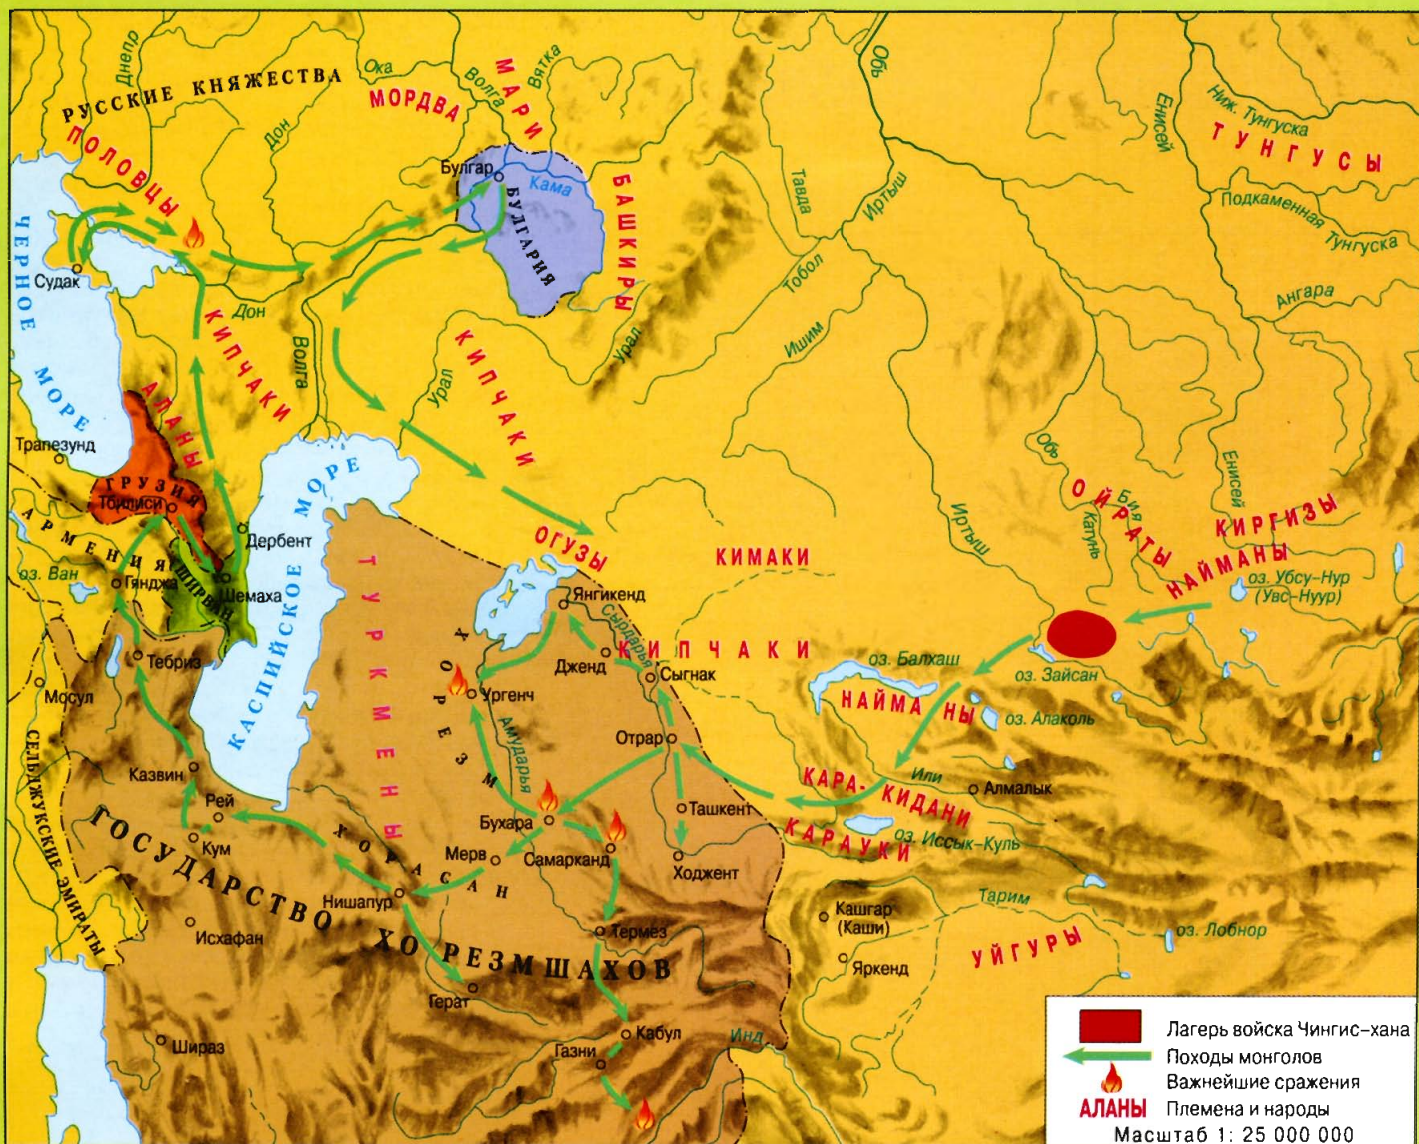 Днепр
РУССКИЕ КНЯЖЕСТВА
Ока
Волга
Вятка
МАРИ
МОРДВА
Дон
ПОЛОВЦЫ
Булгар
Кама
БУЛГАРИЯ
БАШКИРЫ
Обь
Енисей
Ниж. Тунгуска
ТУНГУСЫ
Тавда
Иртыш
Подкаменная Тунгуска
Тобол
Ангара
Ишим
ЧЕРНОЕ МОРЕ
Судак
Дон
КИПЧАКИ
Волга
Урал
КИПЧАКИ
Урал
АЛАНЫ
Трапезунд
ГРУЗИЯ
Тбилиси
АРМЕНИЯ
оз. Ван
Гянджа
ШИРВАН
Шемаха
Дербент
КАСПИЙСКОЕ МОРЕ
Тебриз
Мосул
СЕЛЬДЖУКСКИЕ ЭМИРАТЫ
ТУРКМЕНЫ
ОГУЗЫ
КИМАКИ
Иртыш
Обь
Бия
Катунь
ОЙРАТЫ
Енисей
КИРГИЗЫ
НАЙМАНЫ
оз. Убсу-Нур
(Увс-Нуур)
Янгикенд
Сырдарья
Дженд
КИПЧАКИ
Сыгнак
ХОРЕЗМ
Ургенч
Амударья
Отрар
оз. Балхаш
НАЙМАНЫ
оз. Зайсан
оз. Алаколь
Или
Алмалык
КАРА-КИДАНИ
КАРАУКИ
оз. Иссык-Куль
Ташкент
Ходжент
Бухара
Самарканд
Мерв
Казвин
Рей
Кум
ХОРАСАН
Нишапур
ГОСУДАРСТВО ХОРЕЗМШАХОВ
Исхафан
Термез
Герат
Шираз
Кабул
Газни
Инд
Кашгар
(Каши)
Яркенд
Тарим
УЙГУРЫ
оз. Лобнор
Лагерь войска Чингис-хана
Походы монголов
Важнейшие сражения
АЛАНЫ Племена и народы
Масштаб 1: 25 000 000